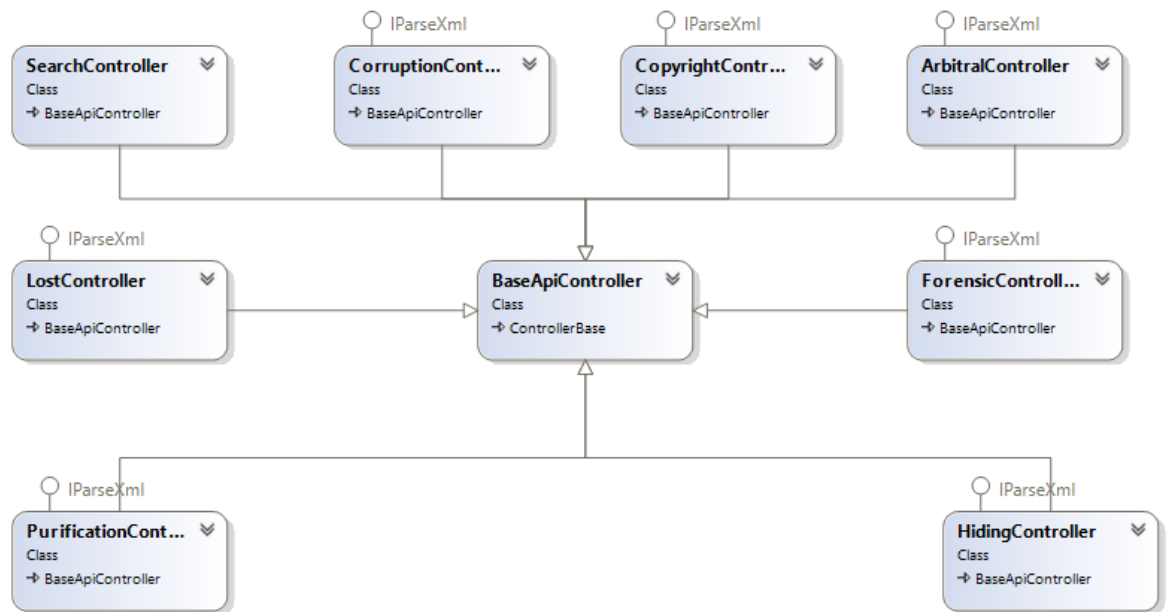 IParseXml
IParseXml
IParseXml
SearchController
Class
BaseApiController
CorruptionCont...
Class
BaseApiController
CopyrightContr...
Class
BaseApiController
ArbitralController
Class
BaseApiController
IParseXml
LostController
Class
BaseApiController
BaseApiController
Class
ControllerBase
IParseXml
ForensicControll...
Class
BaseApiController
IParseXml
PurificationCont...
Class
BaseApiController
IParseXml
HidingController
Class
BaseApiController